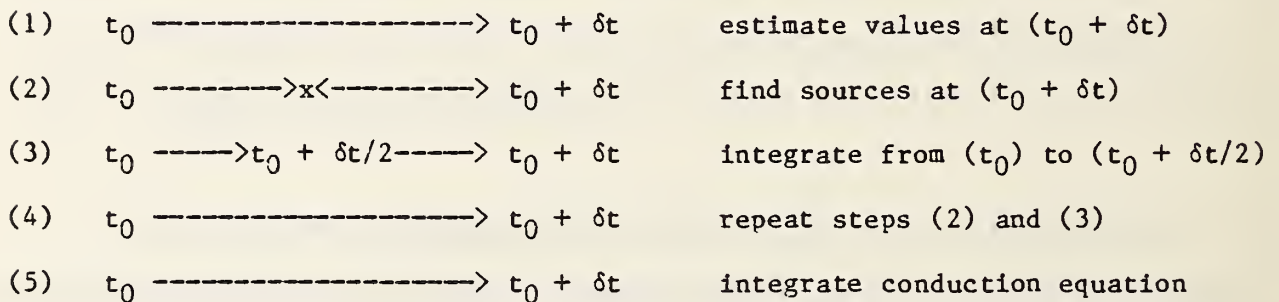 (1) t₀ --------------------> t₀ + δt estimate values at (t₀ + δt)
(2) t₀ -------->x<---------> t₀ + δt find sources at (t₀ + δt)
(3) t₀ ----->t₀ + δt/2-----> t₀ + δt integrate from (t₀) to (t₀ + δt/2)
(4) t₀ --------------------> t₀ + δt repeat steps (2) and (3)
(5) t₀ --------------------> t₀ + δt integrate conduction equation